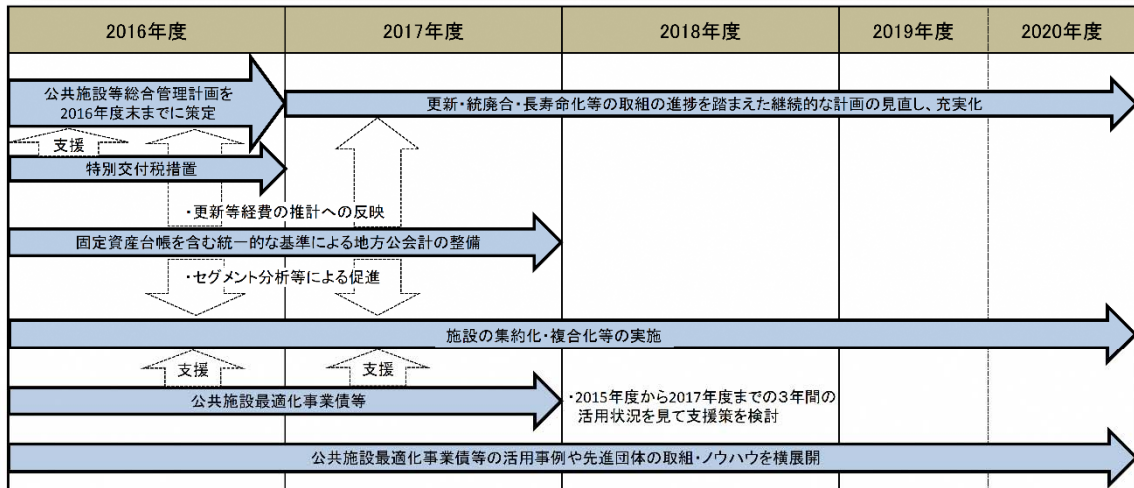 2016年度
2017年度
2018年度
2019年度
2020年度
公共施設等総合管理計画を
2016年度末までに策定
更新・統廃合・長寿命化等の取組の進捗を踏まえた継続的な計画の見直し、充実化
支援
特別交付税措置
・更新等経費の推計への反映
固定資産台帳を含む統一的な基準による地方公会計の整備
・セグメント分析等による促進
施設の集約化・複合化等の実施
支援
支援
公共施設最適化事業債等
・2015年度から2017年度までの3年間の
活用状況を見て支援策を検討
公共施設最適化事業債等の活用事例や先進団体の取組・ノウハウを横展開